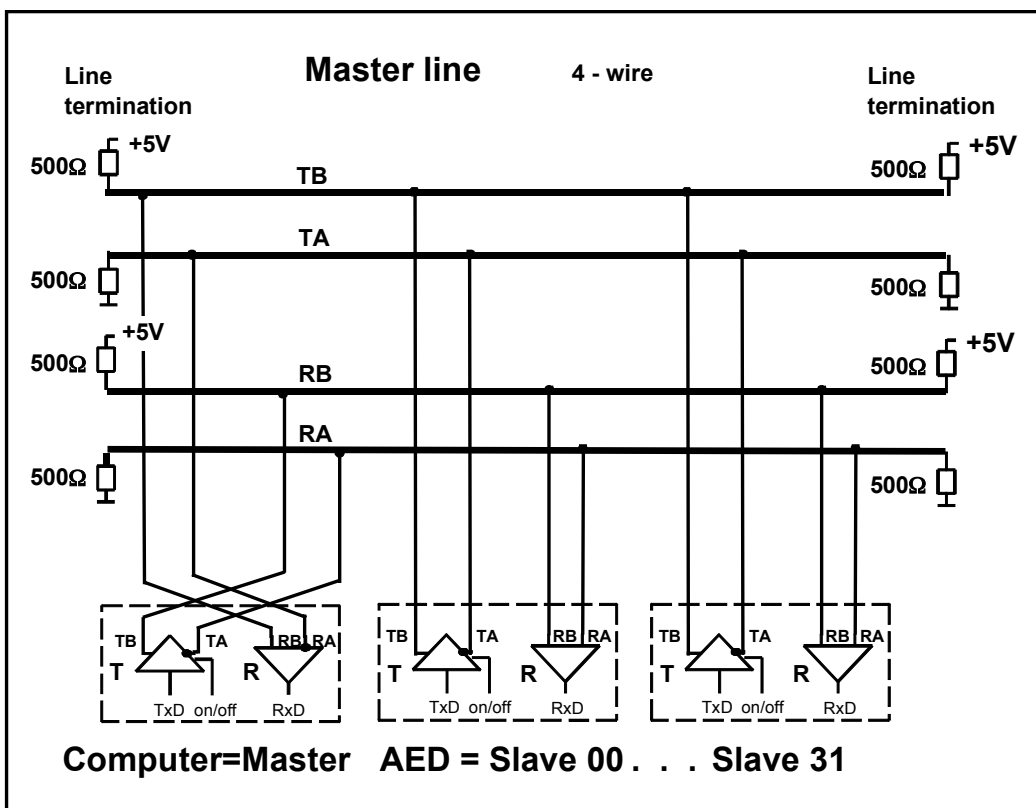 Master line 4 - wire
Line termination
Line termination
+5V
+5V
500Ω
500Ω
TB
TA
500Ω
500Ω
+5V
+5V
500Ω
500Ω
RB
RA
500Ω
500Ω
TB TA RB RA
T R
TxD on/off RxD
TB TA RB RA
T R
TxD on/off RxD
TB TA RB RA
T R
TxD on/off RxD
Computer=Master AED = Slave 00 . . . Slave 31